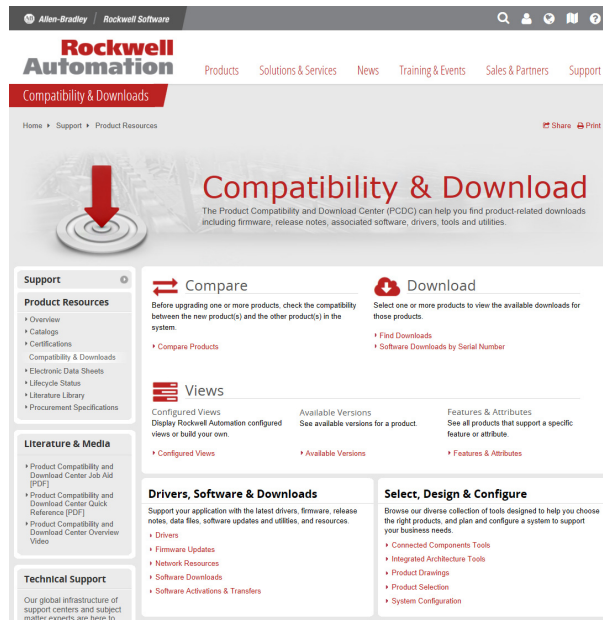 Allen-Bradley Rockwell Software
Rockwell
Automation
Products Solutions & Services News Training & Events Sales & Partners Support
Compatibility & Downloads
Home Support Product Resources Share Print
Compatibility & Download
The Product Compatibility and Download Center (PCDC) can help you find product-related downloads
including firmware, release notes, associated software, drivers, tools and utilities.
Support
Product Resources
Overview
Catalogs
Certifications
Compatibility & Downloads
Electronic Data Sheets
Lifecycle Status
Literature Library
Procurement Specifications
Literature & Media
Product Compatibility and
Download Center Job Aid
[PDF]
Product Compatibility and
Download Center Quick
Reference [PDF]
Product Compatibility and
Download Center Overview
Video
Technical Support
Our global infrastructure of
support centers and subject
matter experts are here to
Compare
Before upgrading one or more products, check the compatibility
between the new product(s) and the other product(s) in the
system.
Compare Products
Download
Select one or more products to view the available downloads for
those products.
Find Downloads
Software Downloads by Serial Number
Views
Configured Views
Display Rockwell Automation configured
views or build your own.
Configured Views
Available Versions
See available versions for a product.
Available Versions
Features & Attributes
See all products that support a specific
feature or attribute.
Features & Attributes
Drivers, Software & Downloads
Support your application with the latest drivers, firmware, release
notes, data files, software updates and utilities, and resources.
Drivers
Firmware Updates
Network Resources
Software Downloads
Software Activations & Transfers
Select, Design & Configure
Browse our diverse collection of tools designed to help you choose
the right products, and plan and configure a system to support
your business needs.
Connected Components Tools
Integrated Architecture Tools
Product Drawings
Product Selection
System Configuration